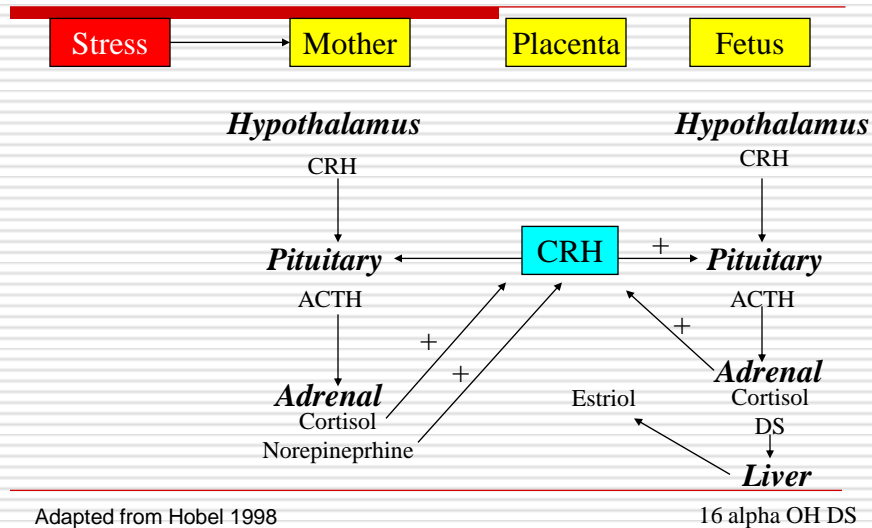 Stress Mother Placenta Fetus
Hypothalamus Hypothalamus
CRH CRH
CRH +
Pituitary Pituitary
ACTH ACTH
+ +
+
Adrenal Adrenal
Cortisol Estriol Cortisol
Norepineprhine DS
Liver
Adapted from Hobel 1998 16 alpha OH DS